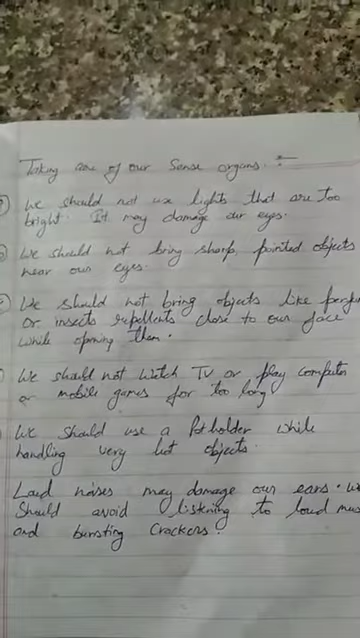 Taking care of our Sense organs. :-
We should not use lights that are too
bright. It may damage our eyes.
We should not bring sharp, pointed objects
near our eyes.
We should not bring objects like perfu
or insects repellents close to our face
while opening them.
We should not watch TV or play computer
or mobile games for too long
We should use a Potholder while
handling very hot objects.
Loud noises may damage our ears. We
Should avoid listening to loud mus
and bursting Crackers.